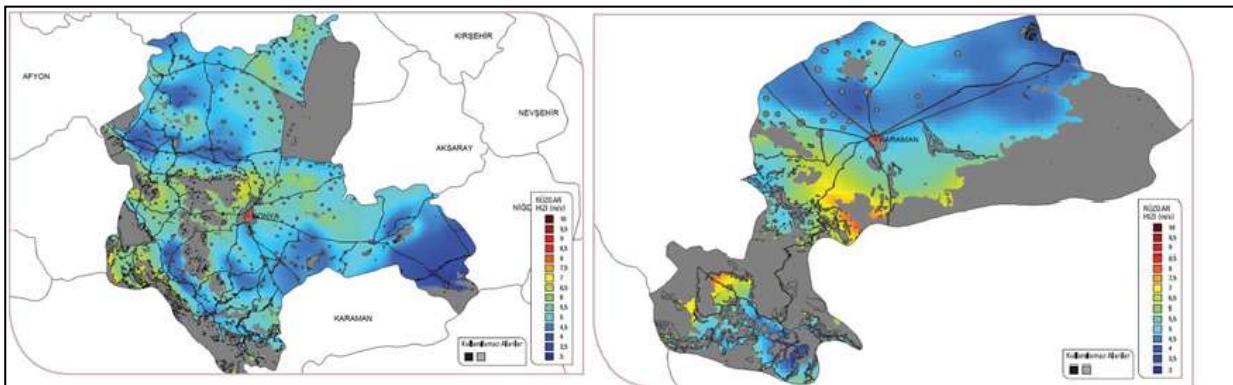 KIRŞEHİR
AFYON
NEVŞEHİR
AKSARAY
NİĞD
KONYA
KARAMAN
RÜZGAR
HIZI (m/s)
10
9,5
9
8,5
8
7,5
7
6,5
6
5,5
5
4,5
4
3,5
3
Kullanılamaz Alanlar
KARAMAN
RÜZGAR
HIZI (m/s)
10
9,5
9
8,5
8
7,5
7
6,5
6
5,5
5
4,5
4
3,5
3
Kullanılamaz Alanlar